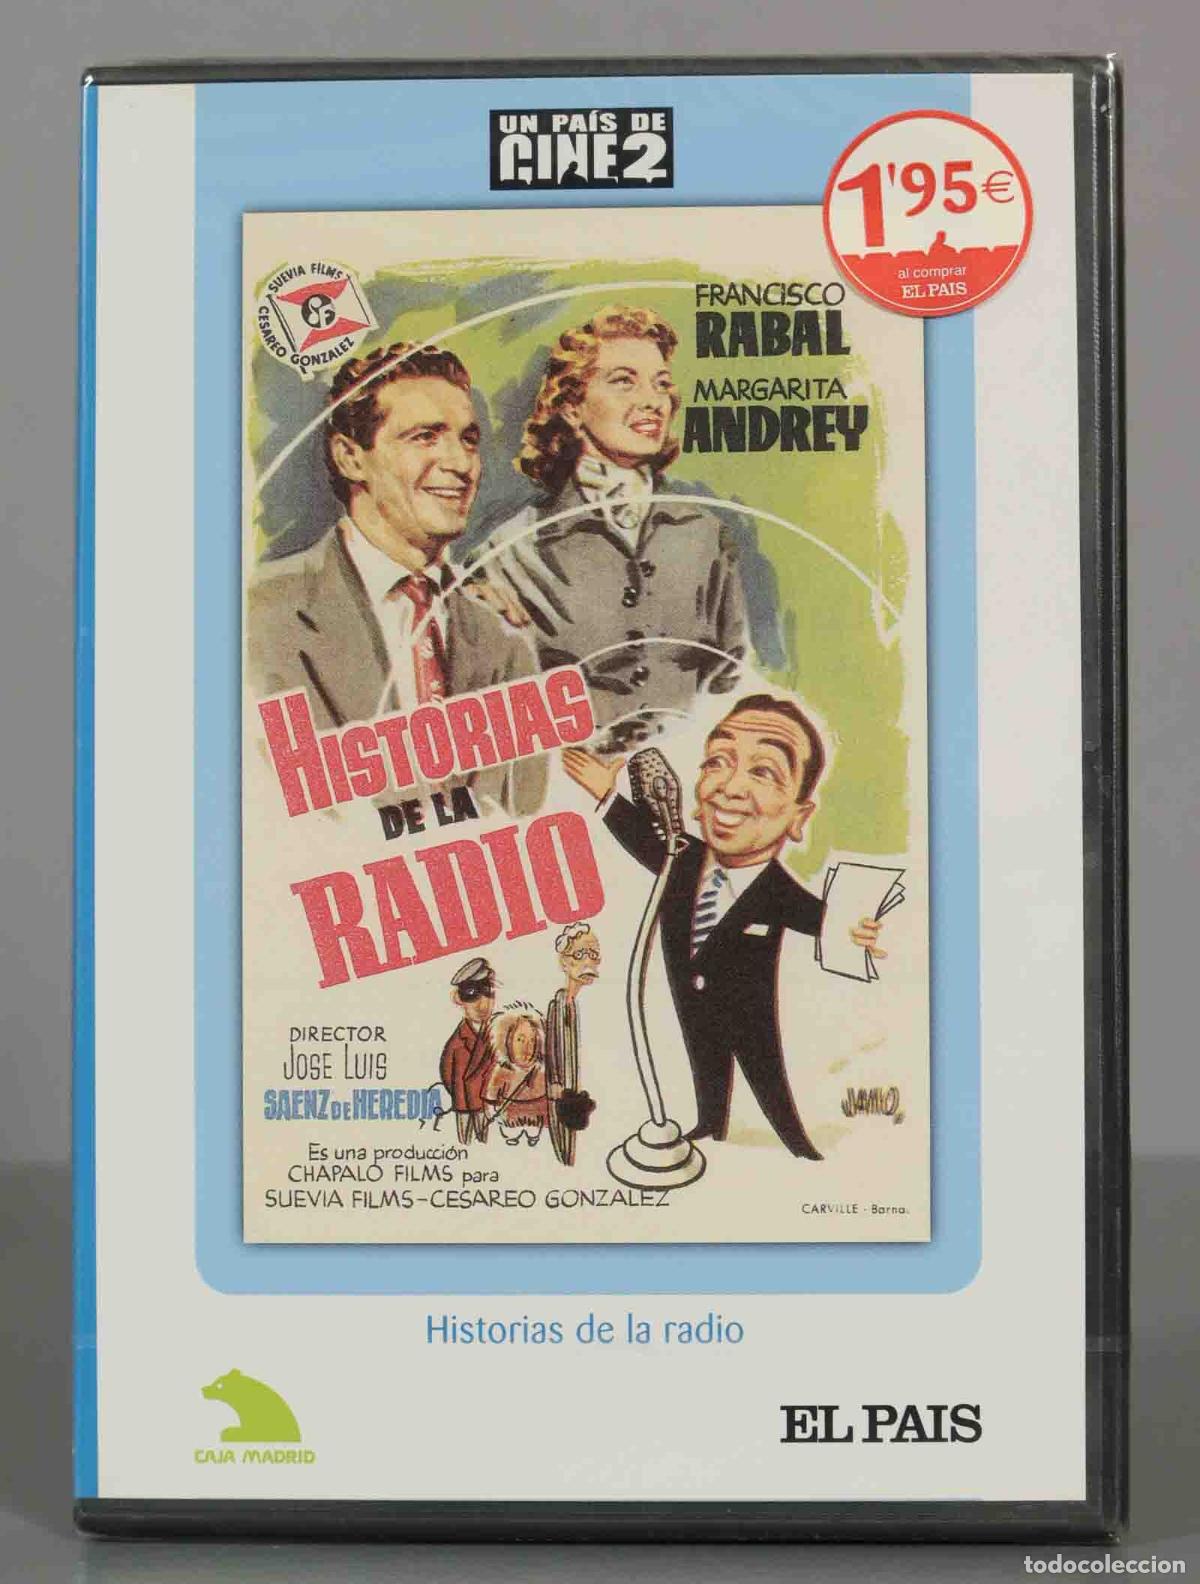 UN PAÍS DE
CINE2
1'95€
al comprar
EL PAIS
SUEVIA FILMS
CESAREO GONZALEZ
FRANCISCO
RABAL
MARGARITA
ANDREY
HISTORIAS
DE LA
RADIO
DIRECTOR
JOSE LUIS
SAENZ DE HEREDIA
Es una producción
CHAPALO FILMS para
SUEVIA FILMS-CESAREO GONZALEZ
CARVILLE - Barna.
Historias de la radio
CAJA MADRID
EL PAIS
todocoleccion